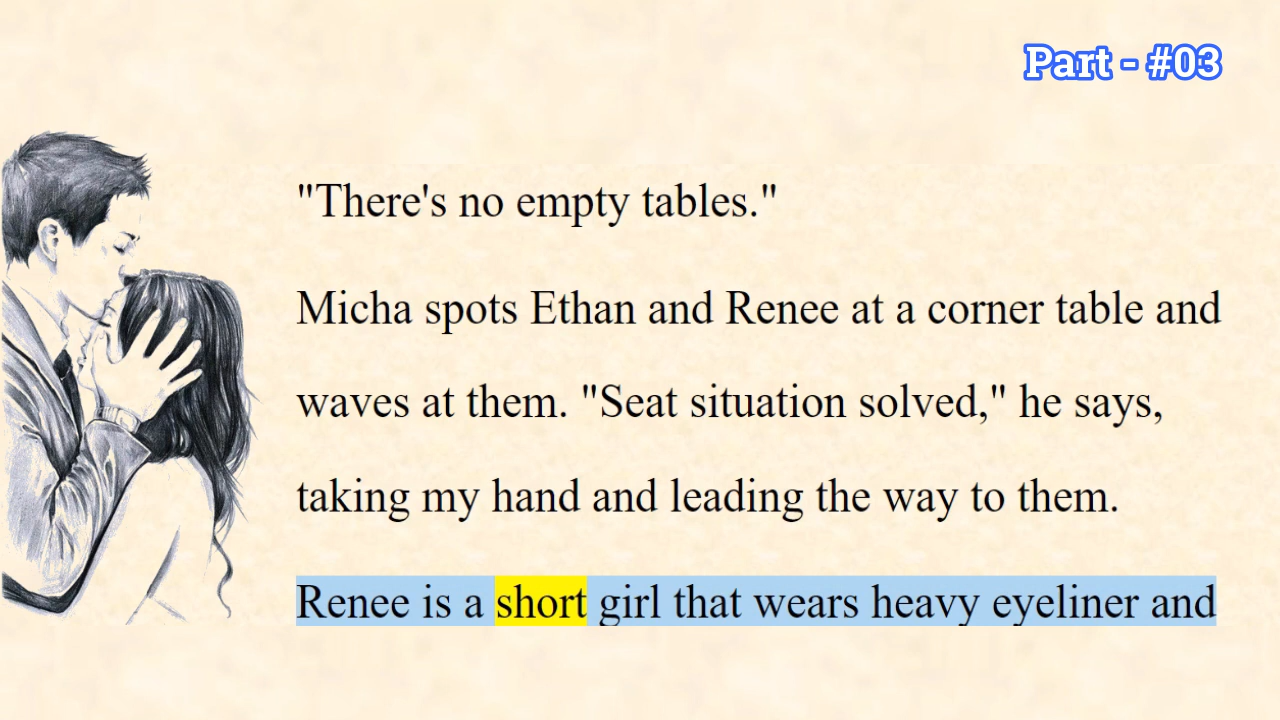 Part - #03
"There's no empty tables."
Micha spots Ethan and Renee at a corner table and
waves at them. "Seat situation solved," he says,
taking my hand and leading the way to them.
Renee is a short girl that wears heavy eyeliner and